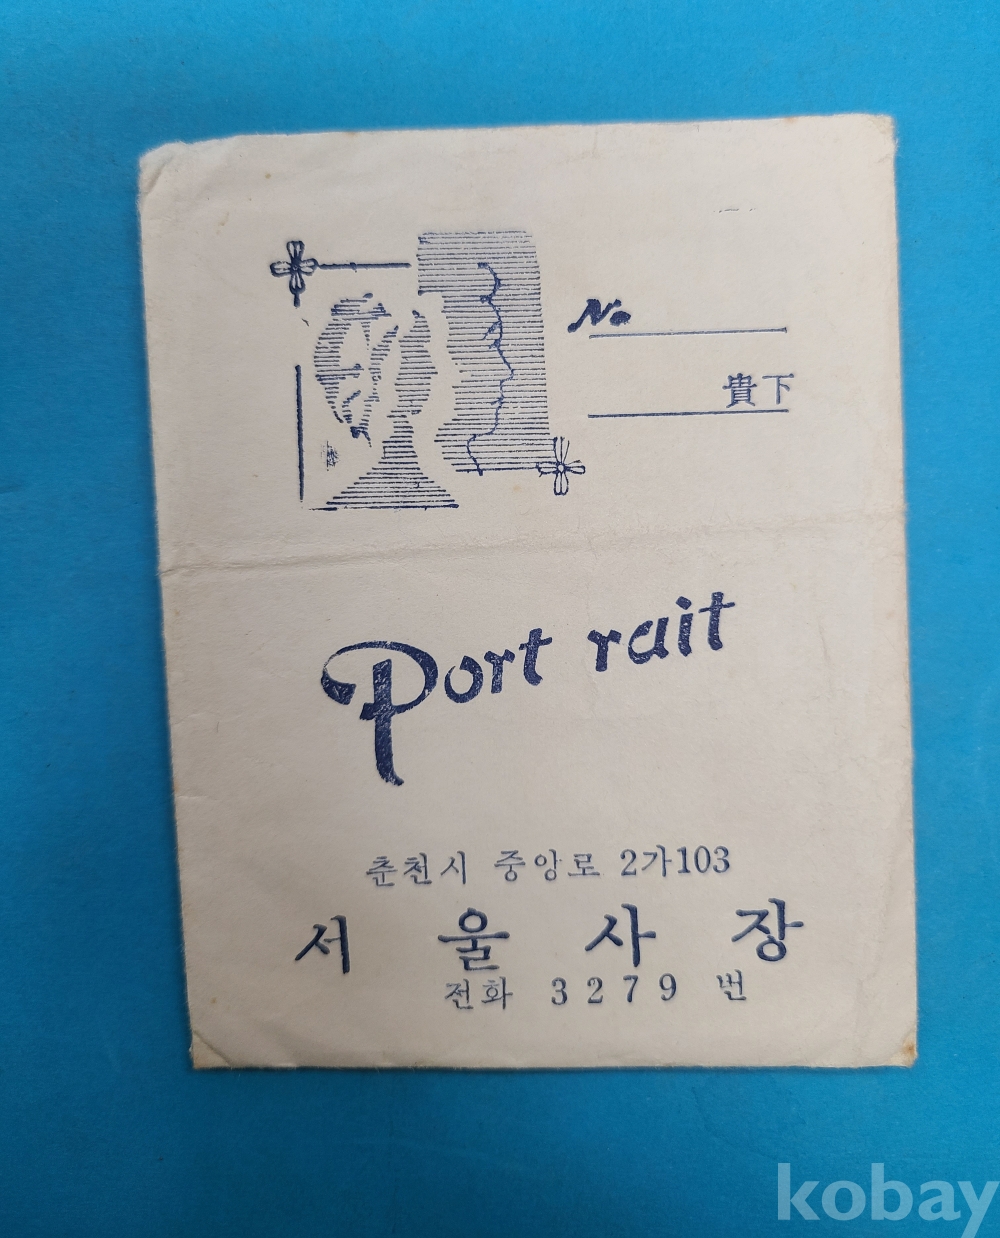 No
貴下
Port rait
춘천시 중앙로 2가103
서울사장
전화 3279 번
kobay